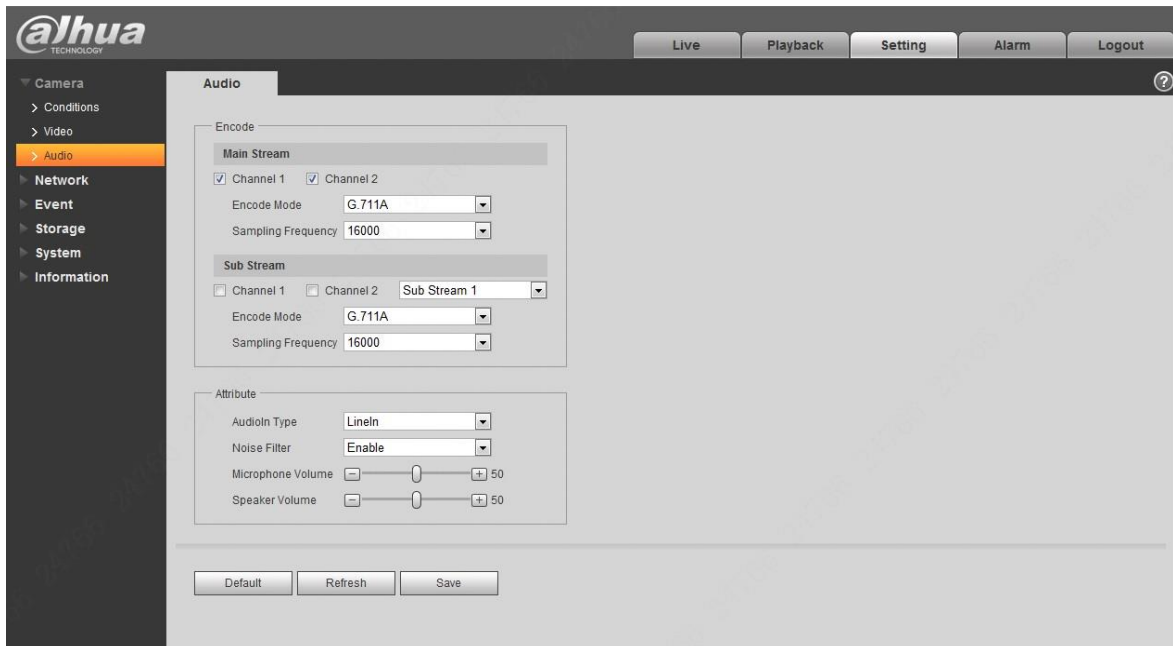 alhua
TECHNOLOGY
Live Playback Setting Alarm Logout
Camera
Conditions
Video
Audio
Network
Event
Storage
System
Information
Audio
?
Encode
Main Stream
Channel 1 Channel 2
Encode Mode G.711A
Sampling Frequency 16000
Sub Stream
Channel 1 Channel 2 Sub Stream 1
Encode Mode G.711A
Sampling Frequency 16000
Attribute
AudioIn Type LineIn
Noise Filter Enable
Microphone Volume - + 50
Speaker Volume - + 50
Default Refresh Save